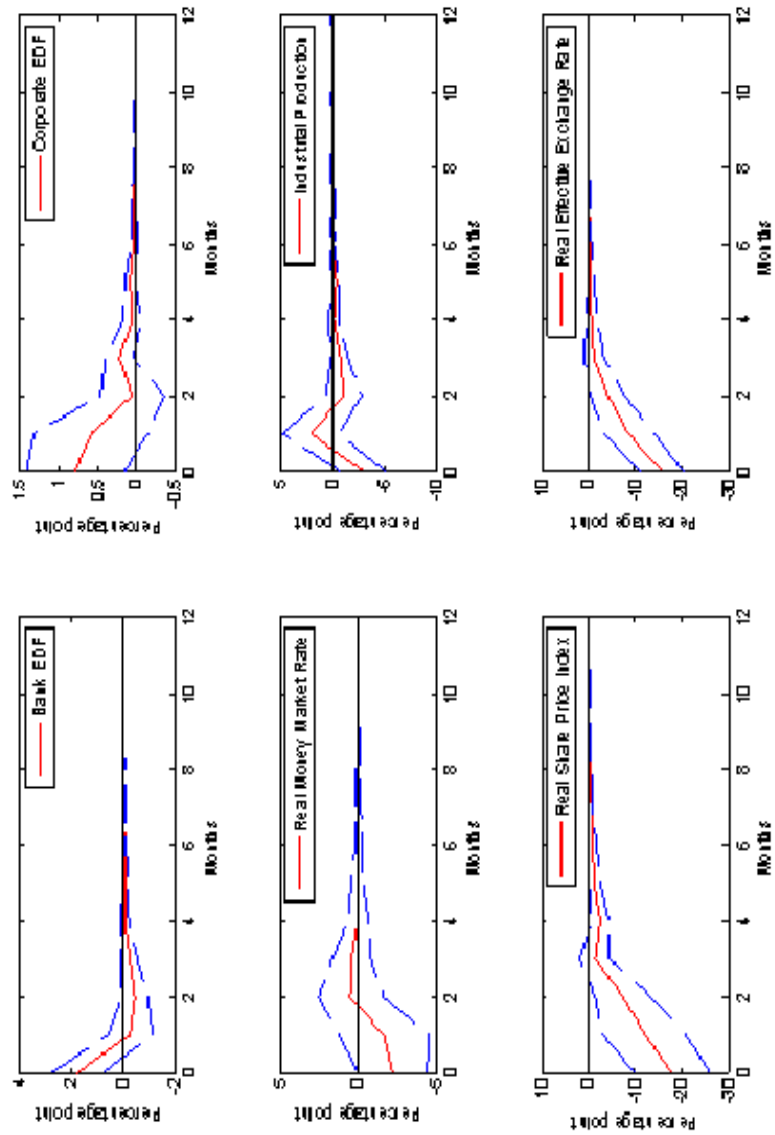 Bank EDF
4
2
0
-2
Percentage point
0 2 4 6 8 10 12
Months
Corporate EDF
1.5
1
0.5
0
-0.5
Percentage point
0 2 4 6 8 10 12
Months
Real Money Market Rate
5
0
-5
Percentage point
0 2 4 6 8 10 12
Months
Industrial Production
5
0
-5
-10
Percentage point
0 2 4 6 8 10 12
Months
Real Share Price Index
10
0
-10
-20
-30
Percentage point
0 2 4 6 8 10 12
Months
Real Effective Exchange Rate
10
0
-10
-20
-30
Percentage point
0 2 4 6 8 10 12
Months